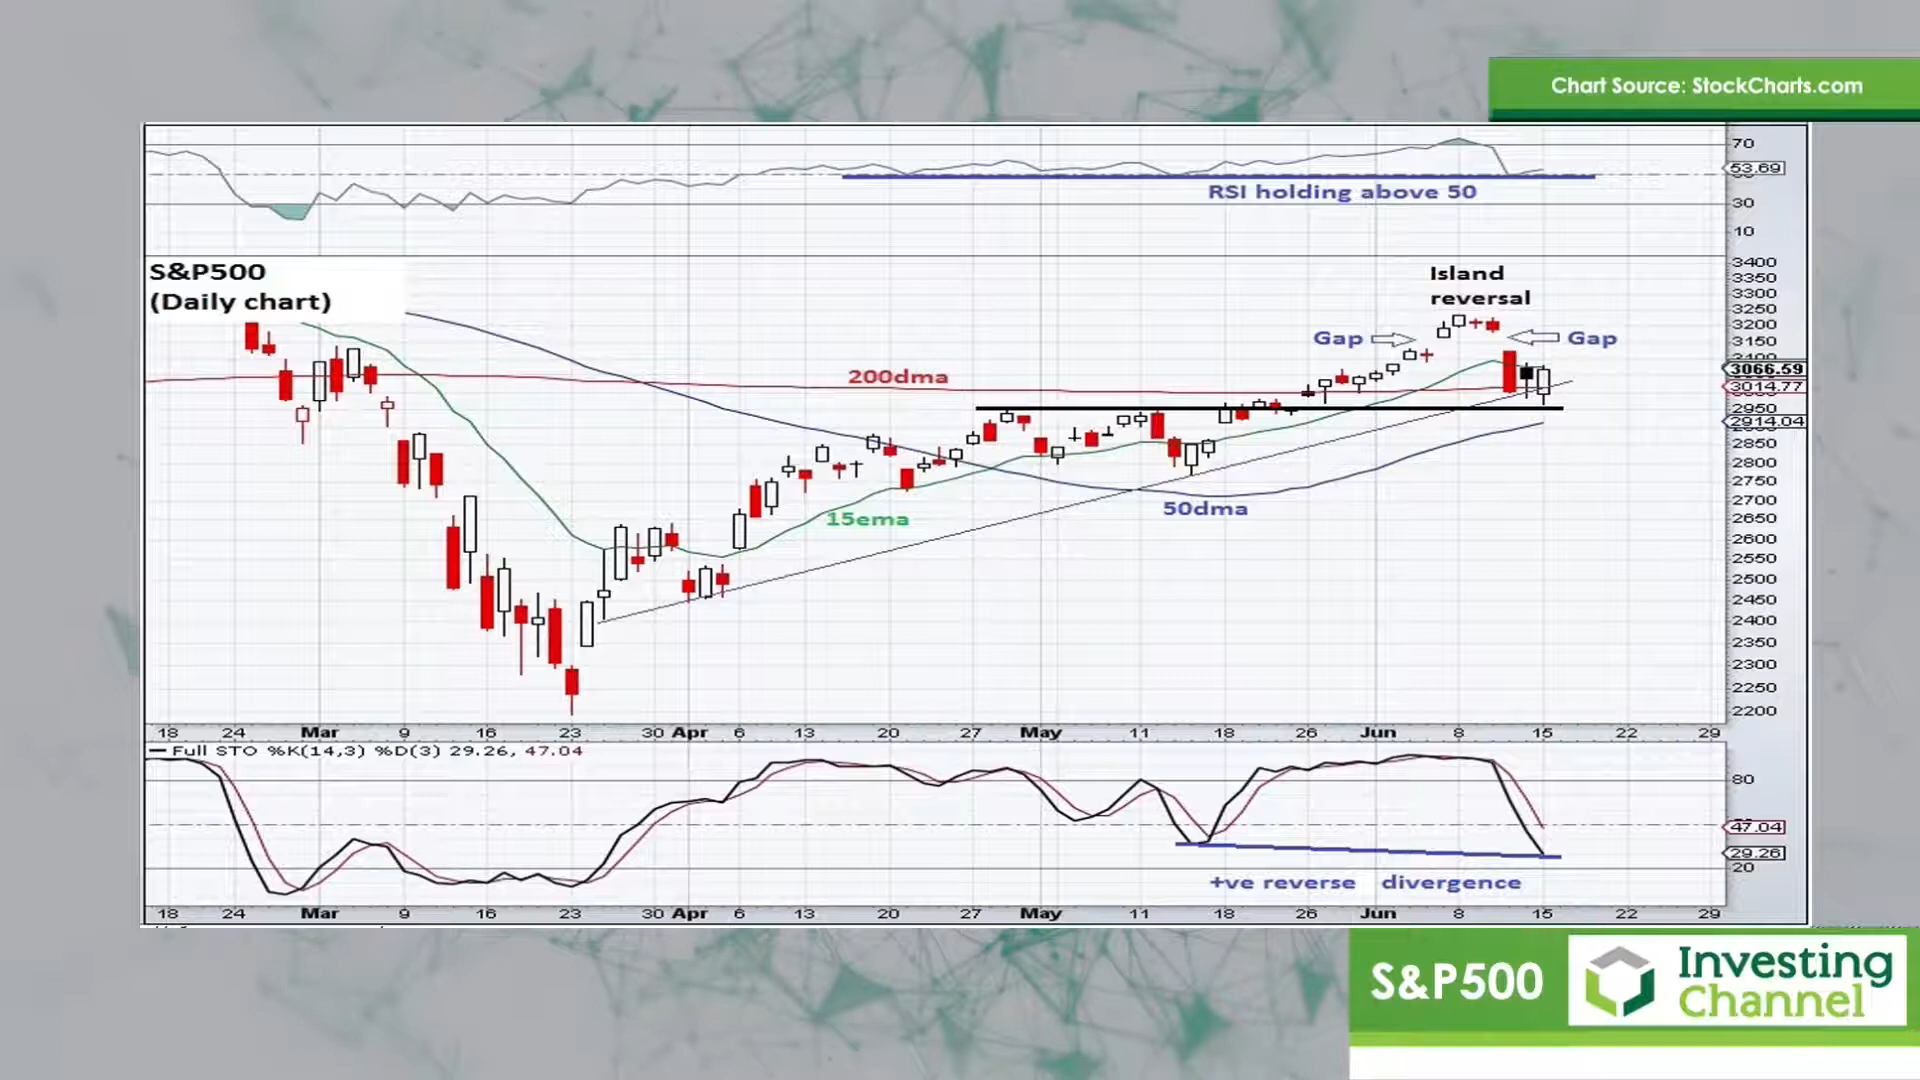 Chart Source: StockCharts.com
70
53.69
RSI holding above 50
30
10
S&P500
(Daily chart)
Island
reversal
Gap
Gap
200dma
15ema
50dma
3400
3350
3300
3250
3200
3150
3100
3066.59
3014.77
2950
2914.04
2850
2800
2750
2700
2650
2600
2550
2500
2450
2400
2350
2300
2250
2200
18 24 Mar 9 16 23 30 Apr 6 13 20 27 May 11 18 26 Jun 8 15 22 29
Full STO %K(14,3) %D(3) 29.26, 47.04
80
47.04
29.26
20
+ve reverse divergence
18 24 Mar 9 16 23 30 Apr 6 13 20 27 May 11 18 26 Jun 8 15 22 29
S&P500
Investing
Channel